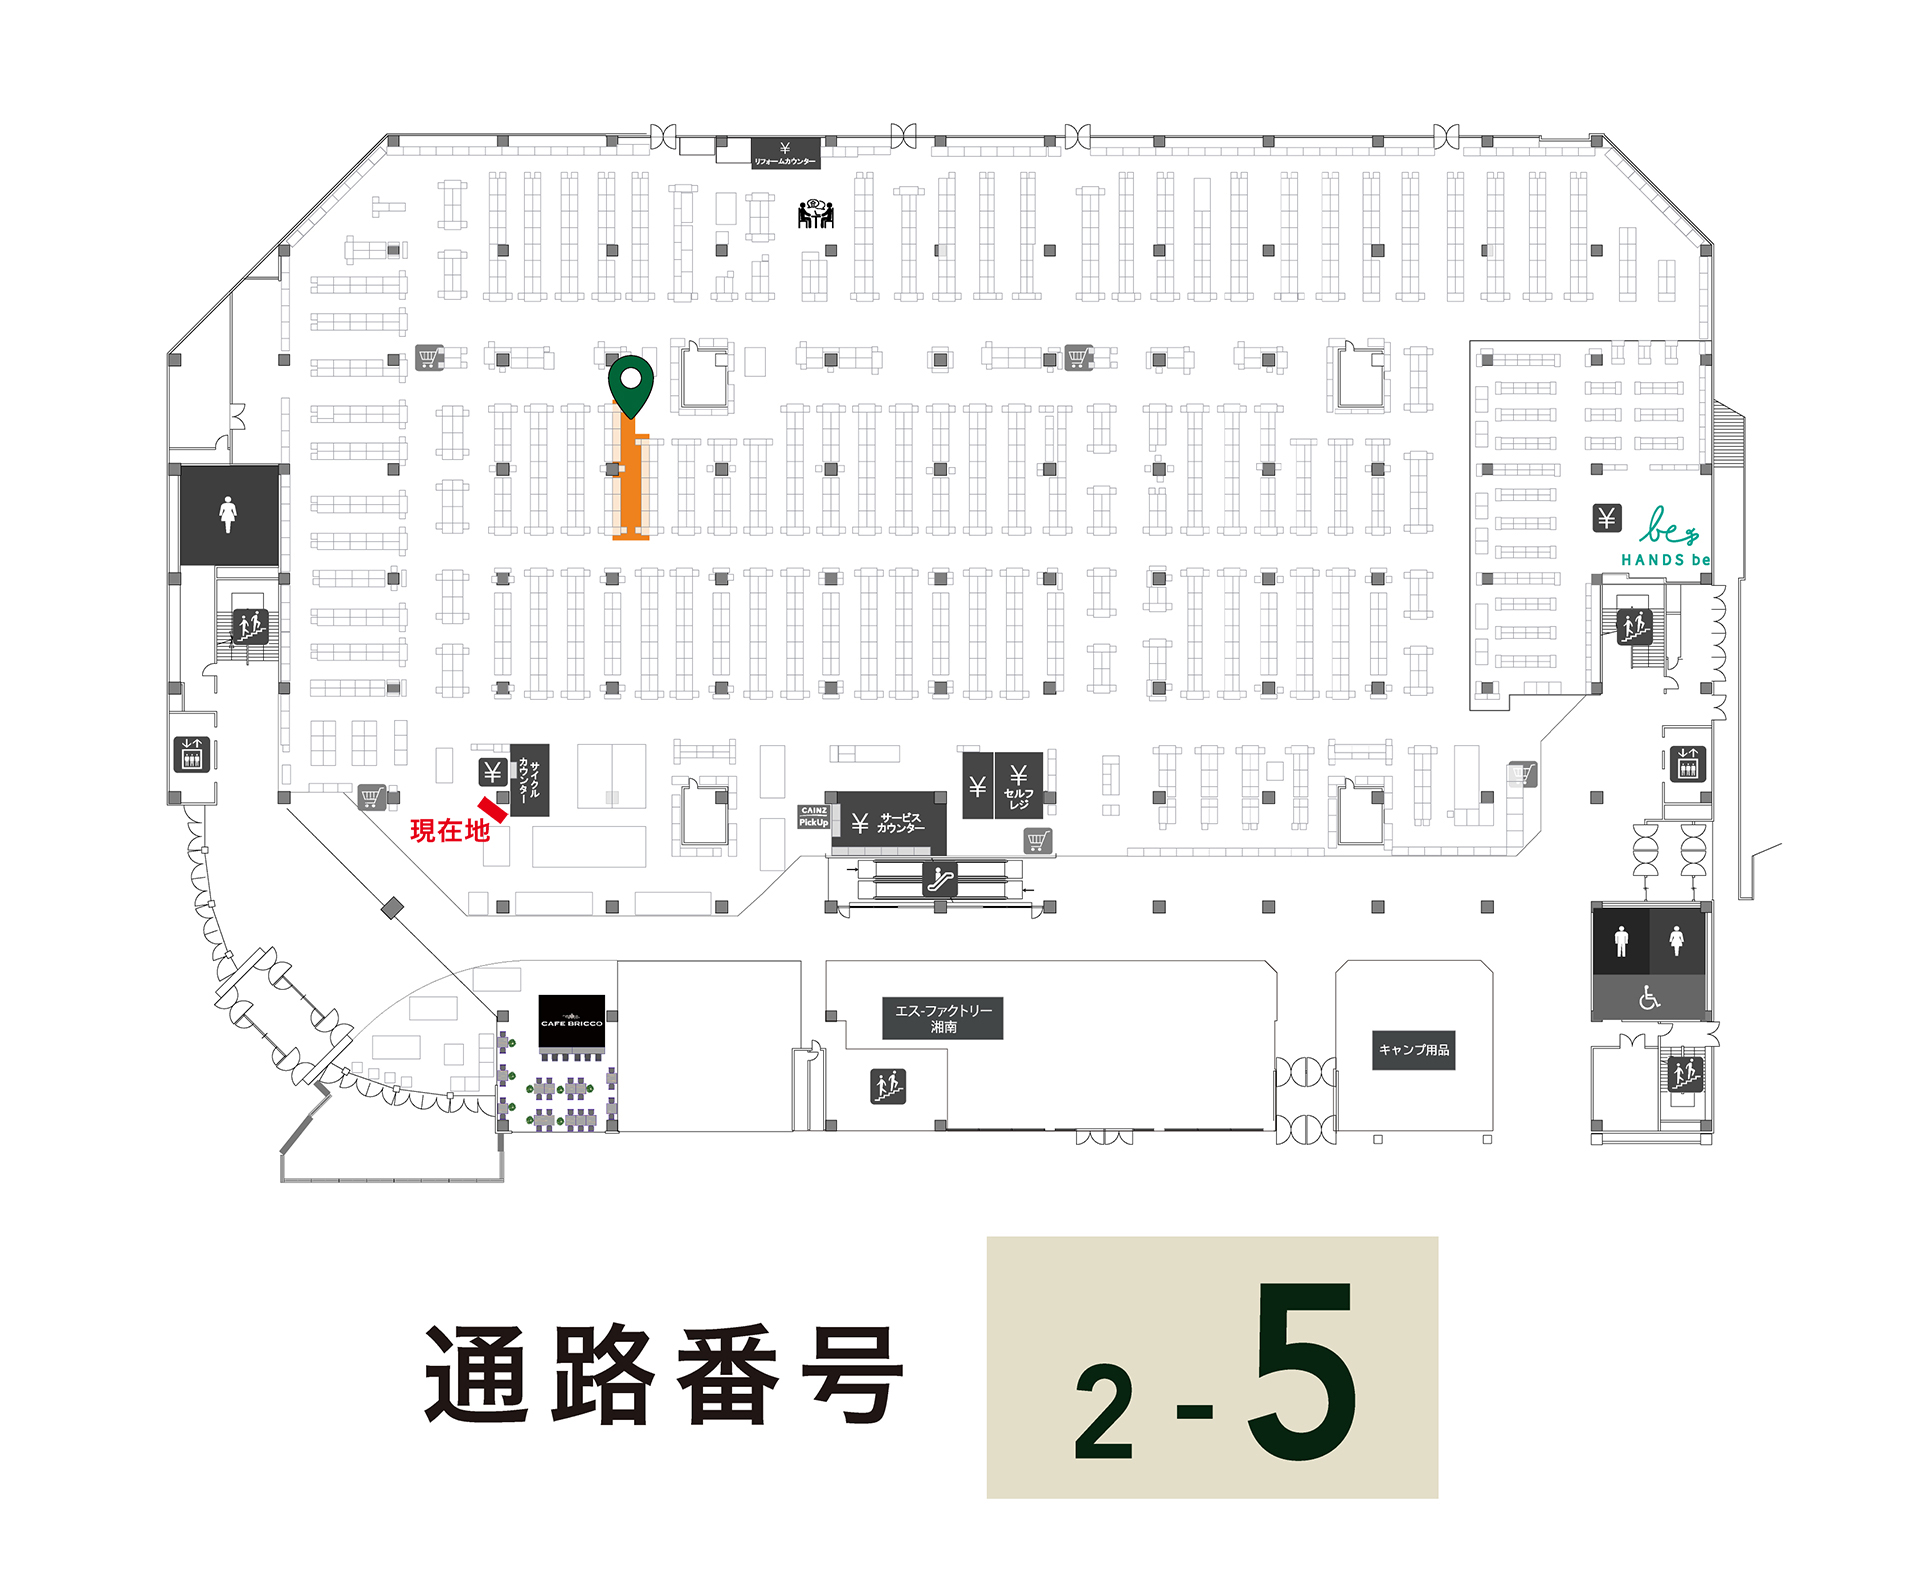 ¥
リフォームカウンター
¥
be
HANDS be
¥
サイクル
カウンター
現在地
¥
¥
セルフ
レジ
CAINZ
PickUp
¥
サービス
カウンター
CAFE BRICCO
エス-ファクトリー
湘南
キャンプ用品
通路番号
2-5